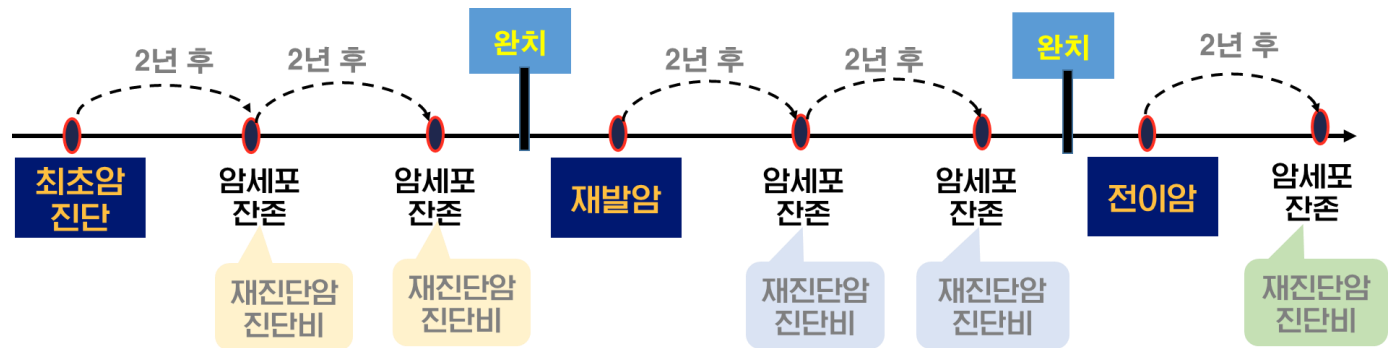 2년 후
2년 후
완치
2년 후
2년 후
완치
2년 후
최초암
진단
암세포
잔존
암세포
잔존
재발암
암세포
잔존
암세포
잔존
전이암
암세포
잔존
재진단암
진단비
재진단암
진단비
재진단암
진단비
재진단암
진단비
재진단암
진단비